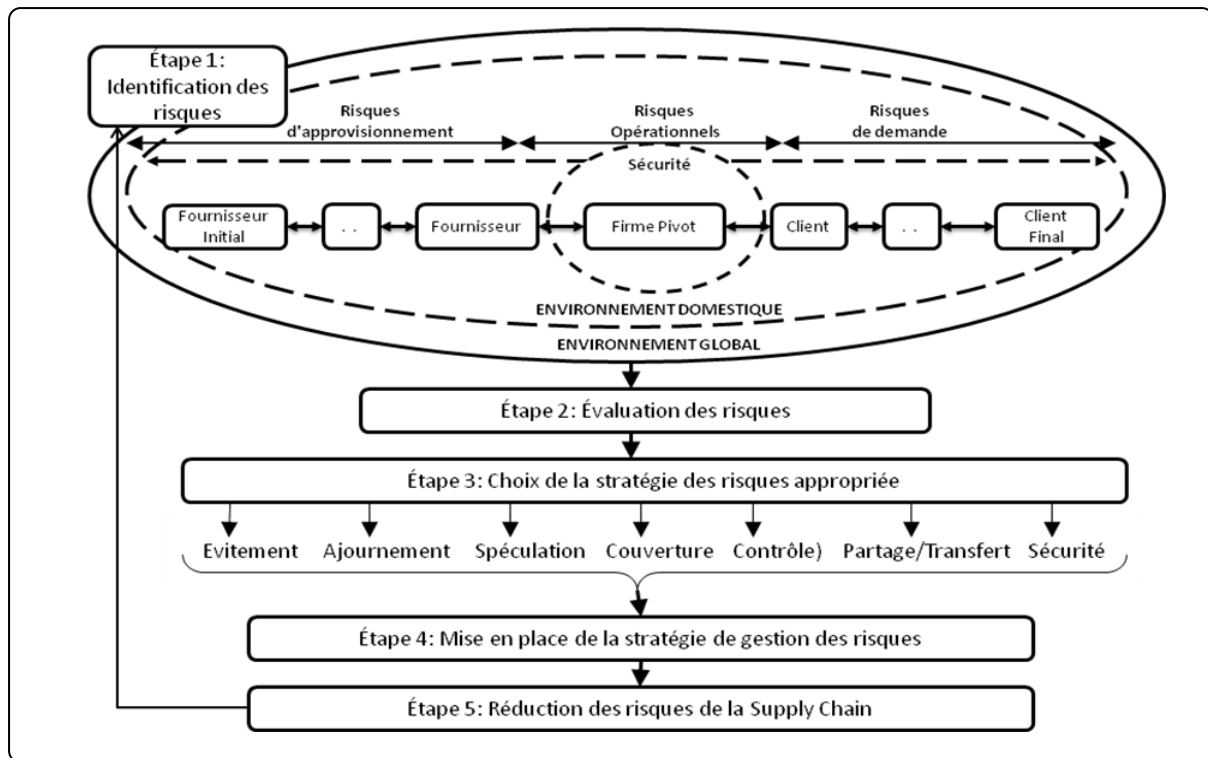 Étape 1:
Identification des
risques
Risques
d'approvisionnement
Risques
Opérationnels
Risques
de demande
Sécurité
Fournisseur
Initial
. .
Fournisseur
Firme Pivot
Client
. .
Client
Final
ENVIRONNEMENT DOMESTIQUE
ENVIRONNEMENT GLOBAL
Étape 2: Évaluation des risques
Étape 3: Choix de la stratégie des risques appropriée
Evitement Ajournement Spéculation Couverture Contrôle) Partage/Transfert Sécurité
Étape 4: Mise en place de la stratégie de gestion des risques
Étape 5: Réduction des risques de la Supply Chain